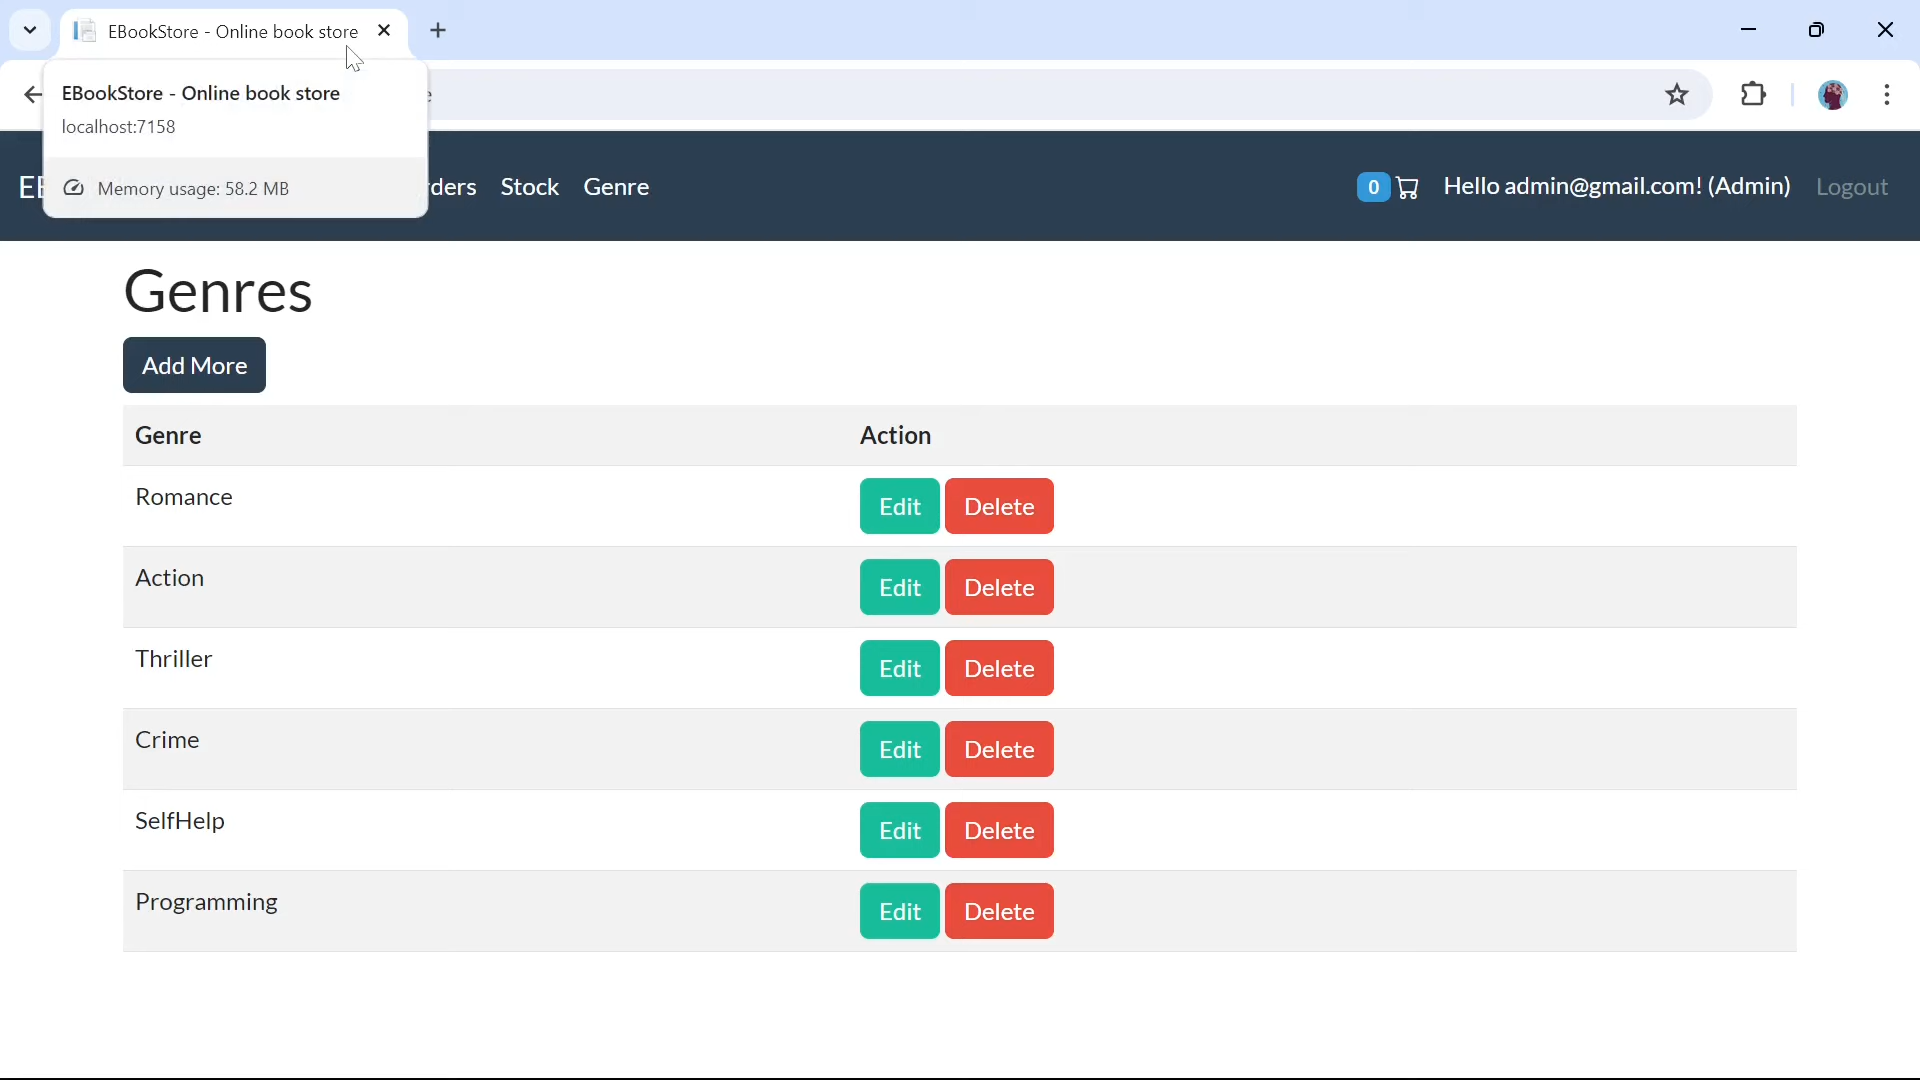 EBookStore - Online book store
EBookStore - Online book store
localhost:7158
Memory usage: 58.2 MB
Stock
Genre
0
Hello admin@gmail.com! (Admin)
Logout
Genres
Add More
Genre Action
Romance Edit Delete
Action Edit Delete
Thriller Edit Delete
Crime Edit Delete
SelfHelp Edit Delete
Programming Edit Delete